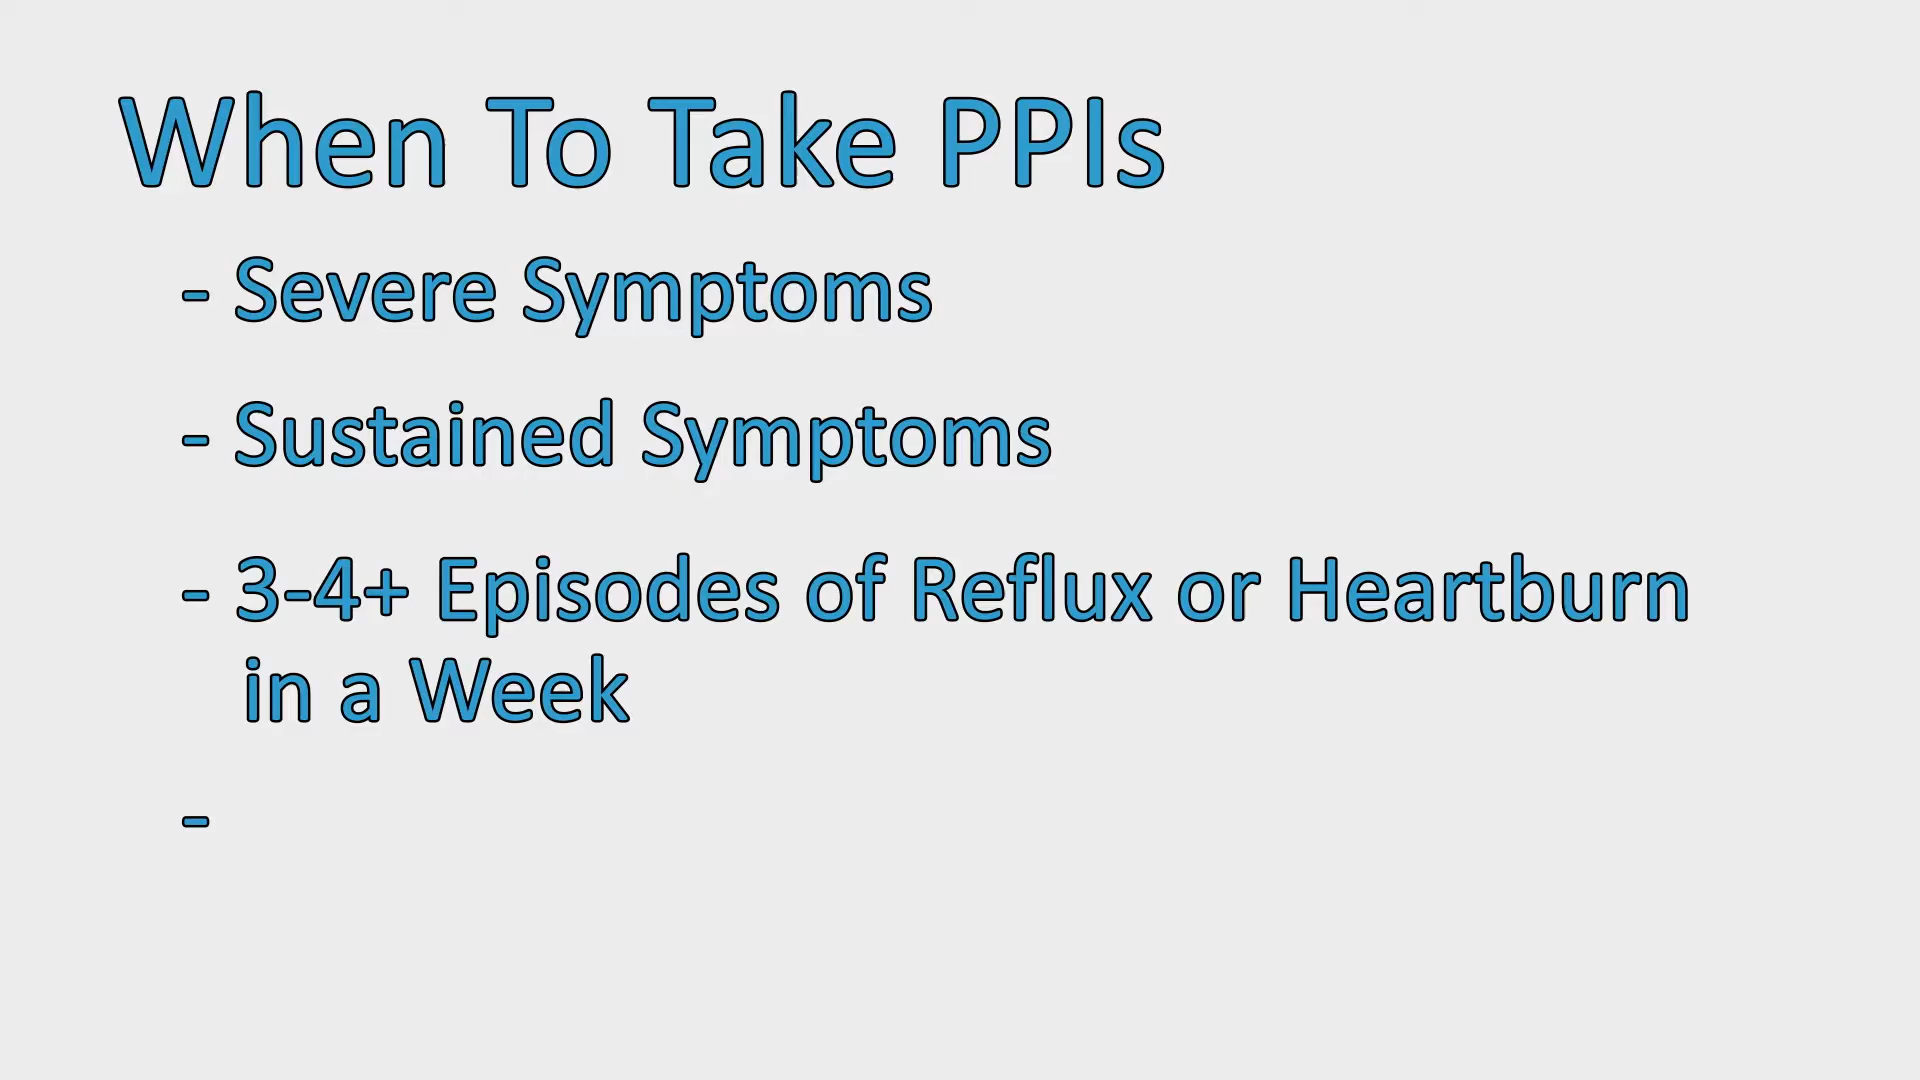 When To Take PPIs
- Severe Symptoms
- Sustained Symptoms
- 3-4+ Episodes of Reflux or Heartburn
in a Week
-